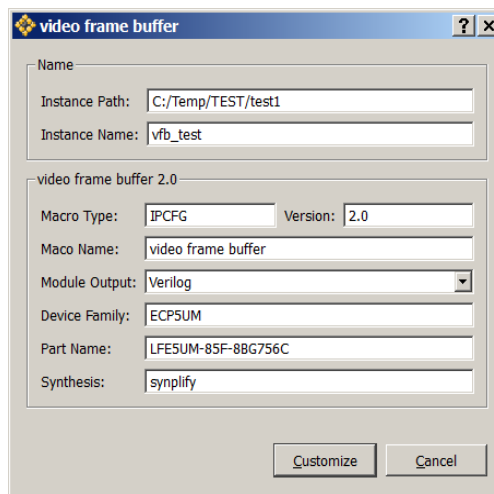 video frame buffer
?
Name
Instance Path: C:/Temp/TEST/test1
Instance Name: vfb_test
video frame buffer 2.0
Macro Type: IPCFG Version: 2.0
Maco Name: video frame buffer
Module Output: Verilog
Device Family: ECP5UM
Part Name: LFE5UM-85F-8BG756C
Synthesis: synplify
Customize Cancel